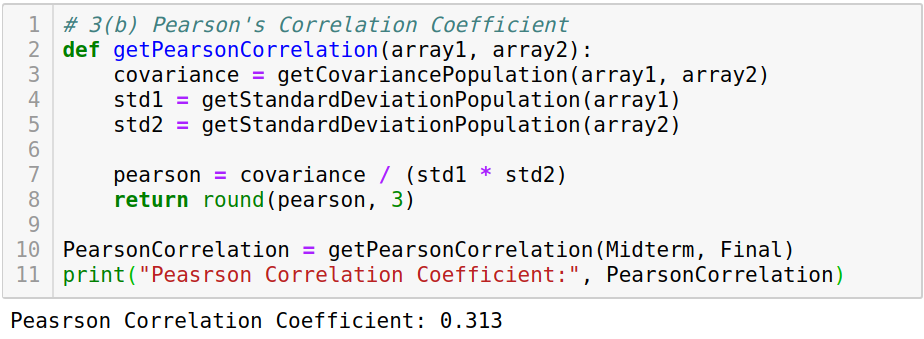 1 # 3(b) Pearson's Correlation Coefficient
2 def getPearsonCorrelation(array1, array2):
3     covariance = getCovariancePopulation(array1, array2)
4     std1 = getStandardDeviationPopulation(array1)
5     std2 = getStandardDeviationPopulation(array2)
6
7     pearson = covariance / (std1 * std2)
8     return round(pearson, 3)
9
10 PearsonCorrelation = getPearsonCorrelation(Midterm, Final)
11 print("Peasrson Correlation Coefficient:", PearsonCorrelation)
Peasrson Correlation Coefficient: 0.313